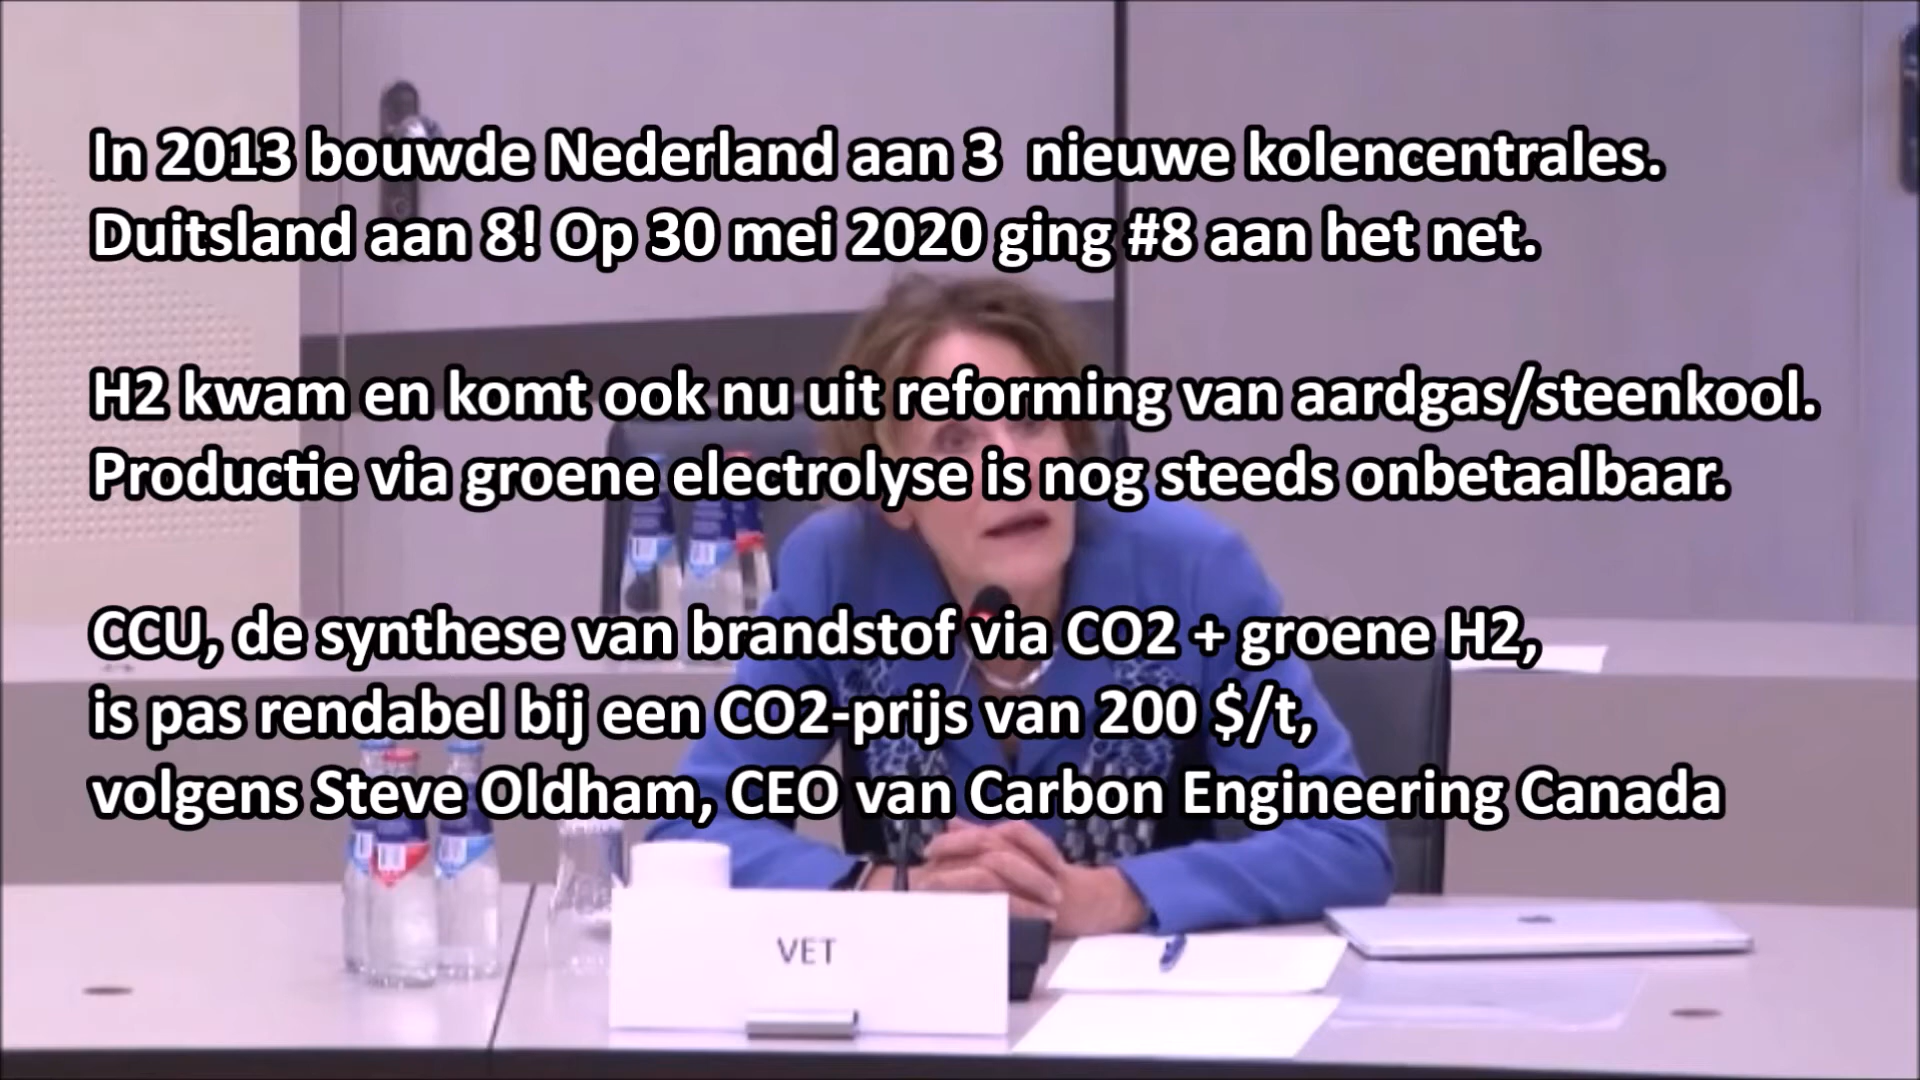 In 2013 bouwde Nederland aan 3 nieuwe kolencentrales.
Duitsland aan 8! Op 30 mei 2020 ging #8 aan het net.
H2 kwam en komt ook nu uit reforming van aardgas/steenkool.
Productie via groene electrolyse is nog steeds onbetaalbaar.
CCU, de synthese van brandstof via CO2 + groene H2,
is pas rendabel bij een CO2-prijs van 200 $/t,
volgens Steve Oldham, CEO van Carbon Engineering Canada
VET